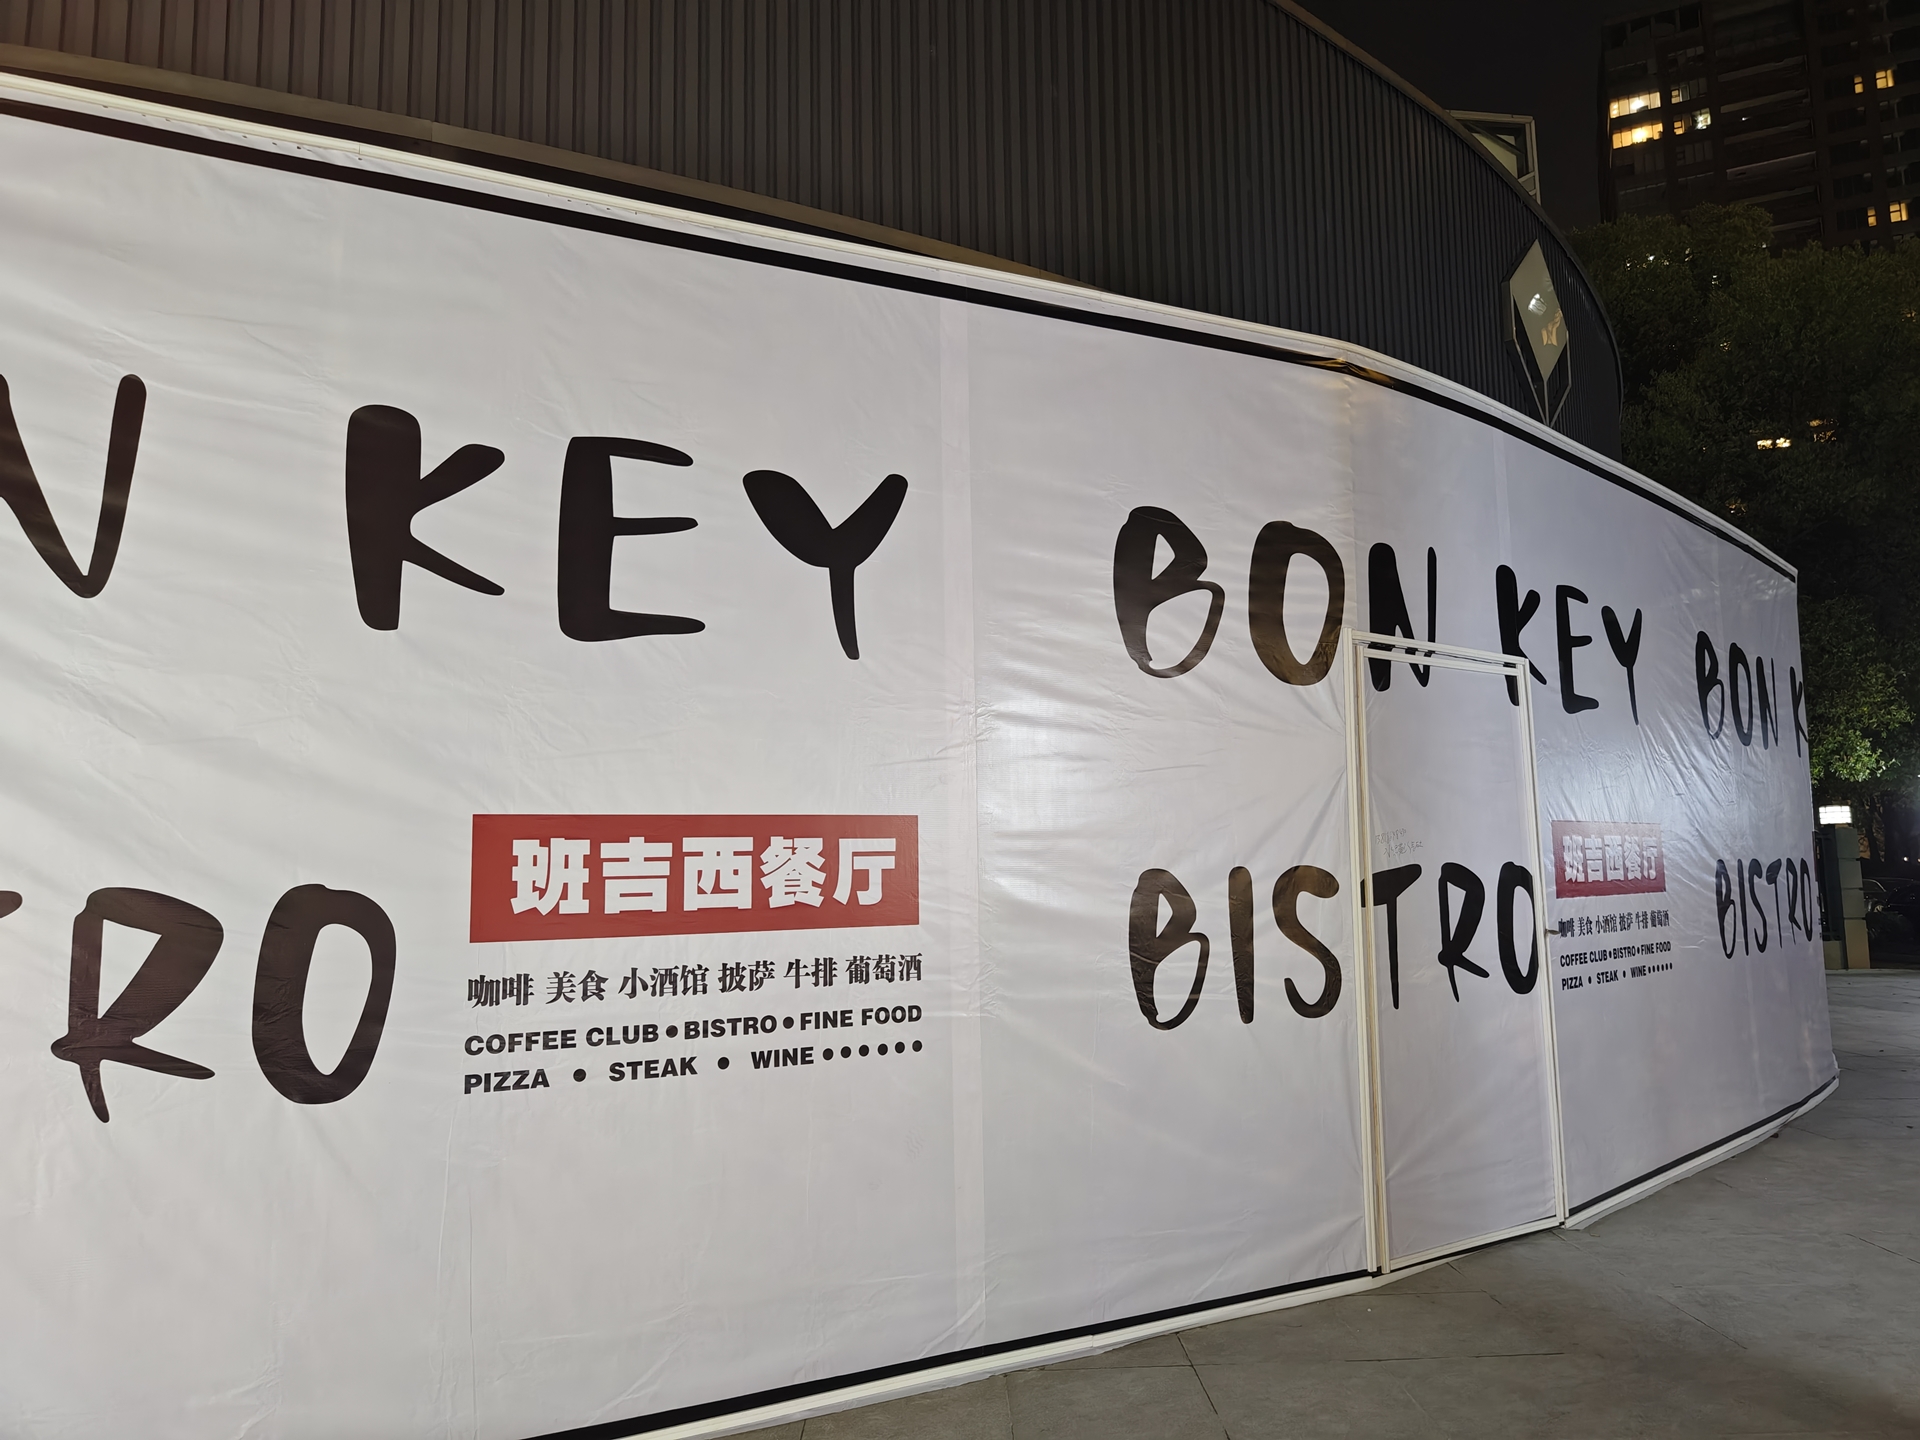 N KEY
RO
班吉西餐厅
咖啡 美食 小酒馆 披萨 牛排 葡萄酒
COFFEE CLUB•BISTRO•FINE FOOD
PIZZA • STEAK • WINE••••••
BON KEY
BISTRO
班吉西餐厅
咖啡 美食 小酒馆 披萨 牛排 葡萄酒
COFFEE CLUB•BISTRO•FINE FOOD
PIZZA • STEAK • WINE••••••
BON K
BISTRO